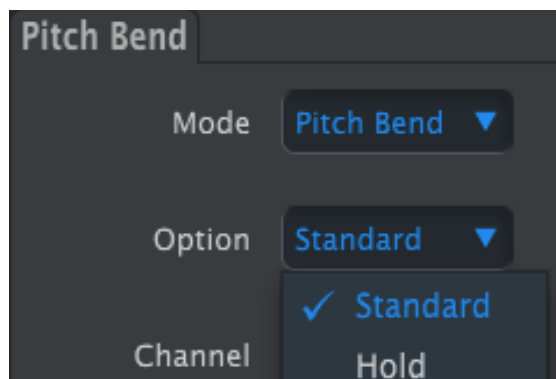 Pitch Bend
Mode Pitch Bend
Option Standard
✓ Standard
Channel
Hold